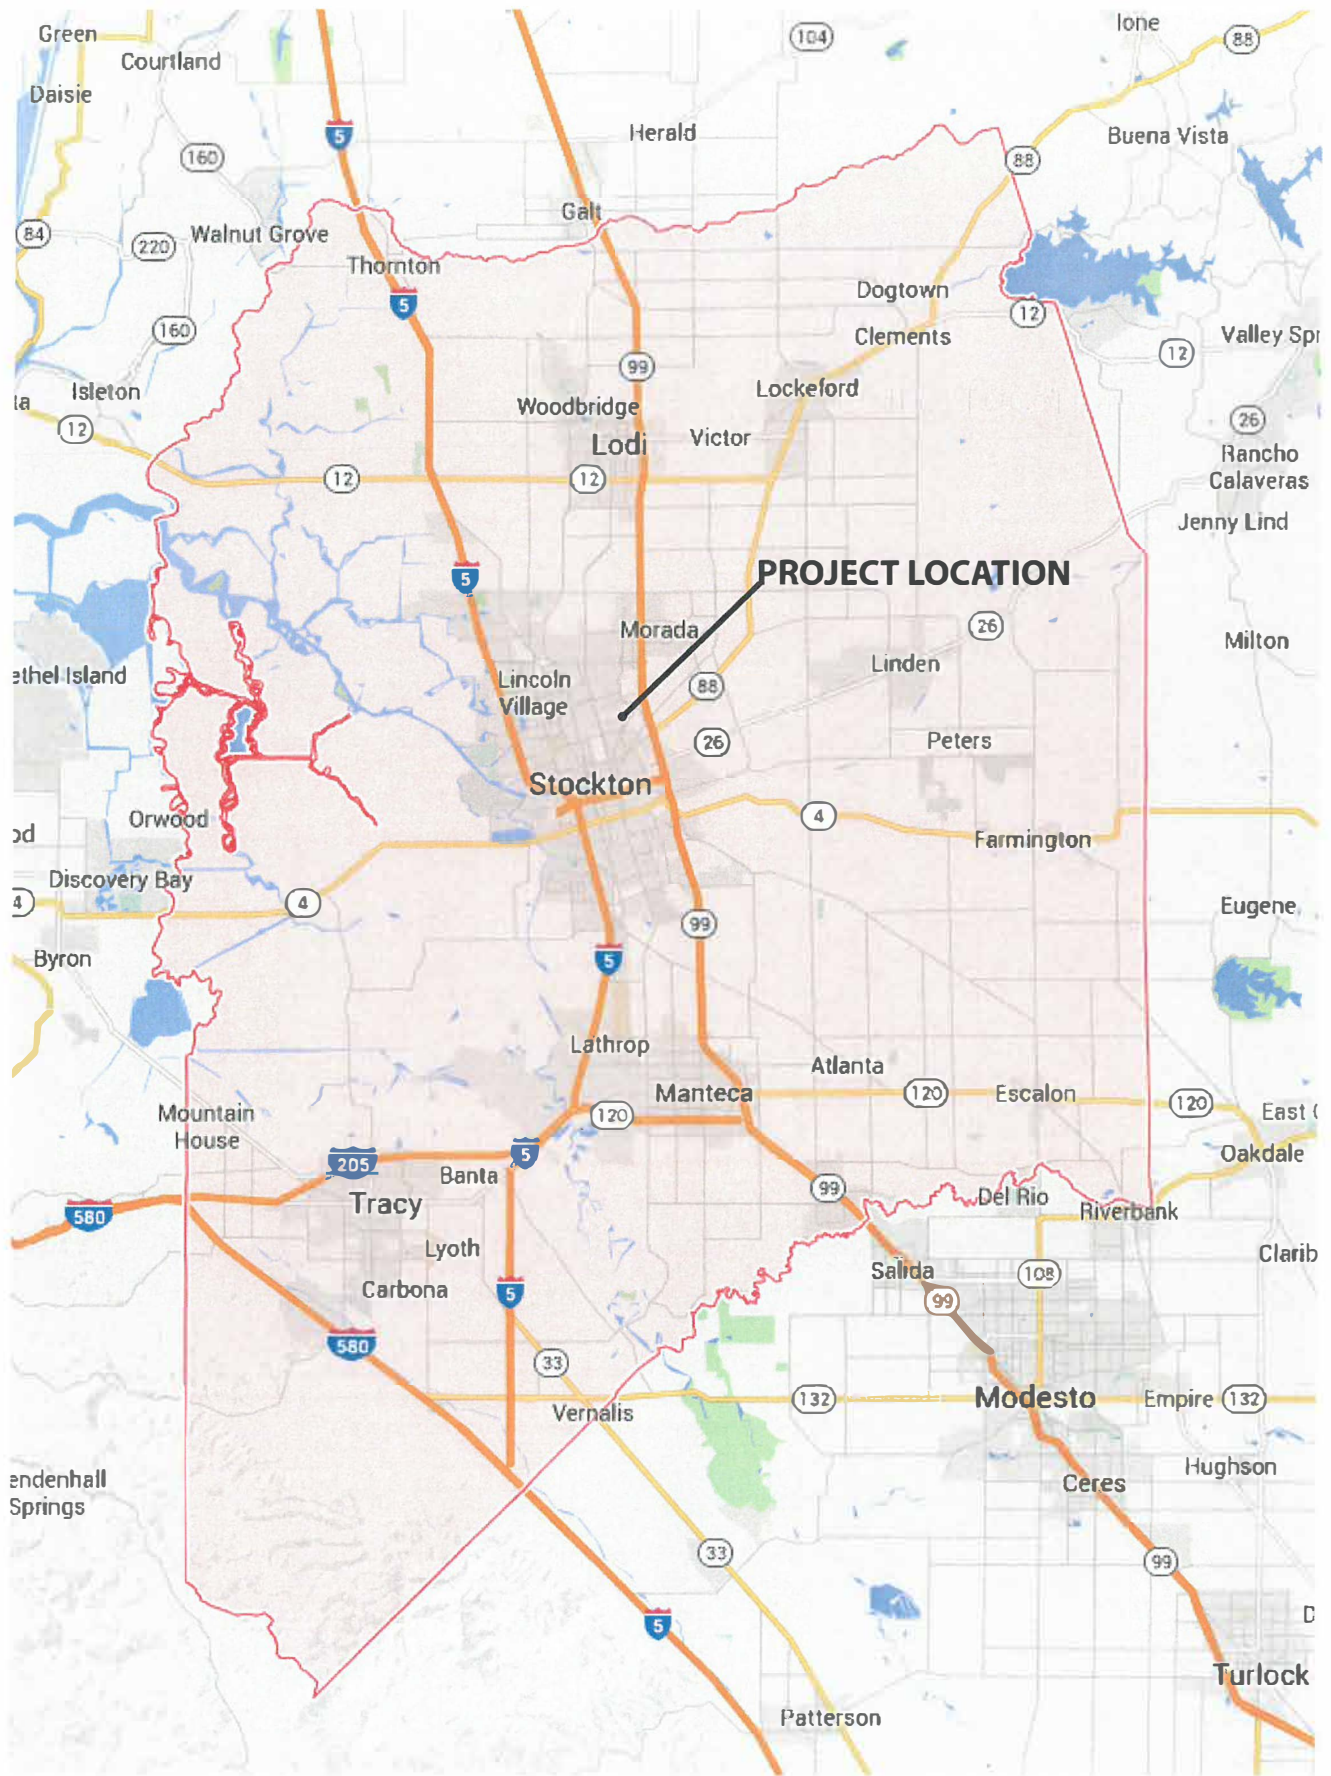 Green
Courtland
Ione
104
88
Daisie
5
Herald
Buena Vista
160
88
Galt
84
220
Walnut Grove
Thornton
Dogtown
5
12
160
Clements
Valley Spr
12
99
Isleton
ta
Lockeford
Woodbridge
12
26
Lodi
Victor
Rancho
Calaveras
12
12
Jenny Lind
PROJECT LOCATION
5
Morada
26
Milton
Linden
ethel Island
Lincoln
Village
88
26
Peters
Stockton
Orwood
4
od
Farmington
Discovery Bay
4
4
Eugene
99
Byron
5
Lathrop
Atlanta
Manteca
120
Escalon
120
Mountain
House
120
East
Oakdale
5
205
Banta
99
Del Rio
Tracy
Riverbank
580
Lyoth
Clarib
Salida
108
Carbona
5
99
580
33
Modesto
132
Empire
132
Vernalis
endenhall
Springs
Hughson
Ceres
33
99
5
D
Turlock
Patterson